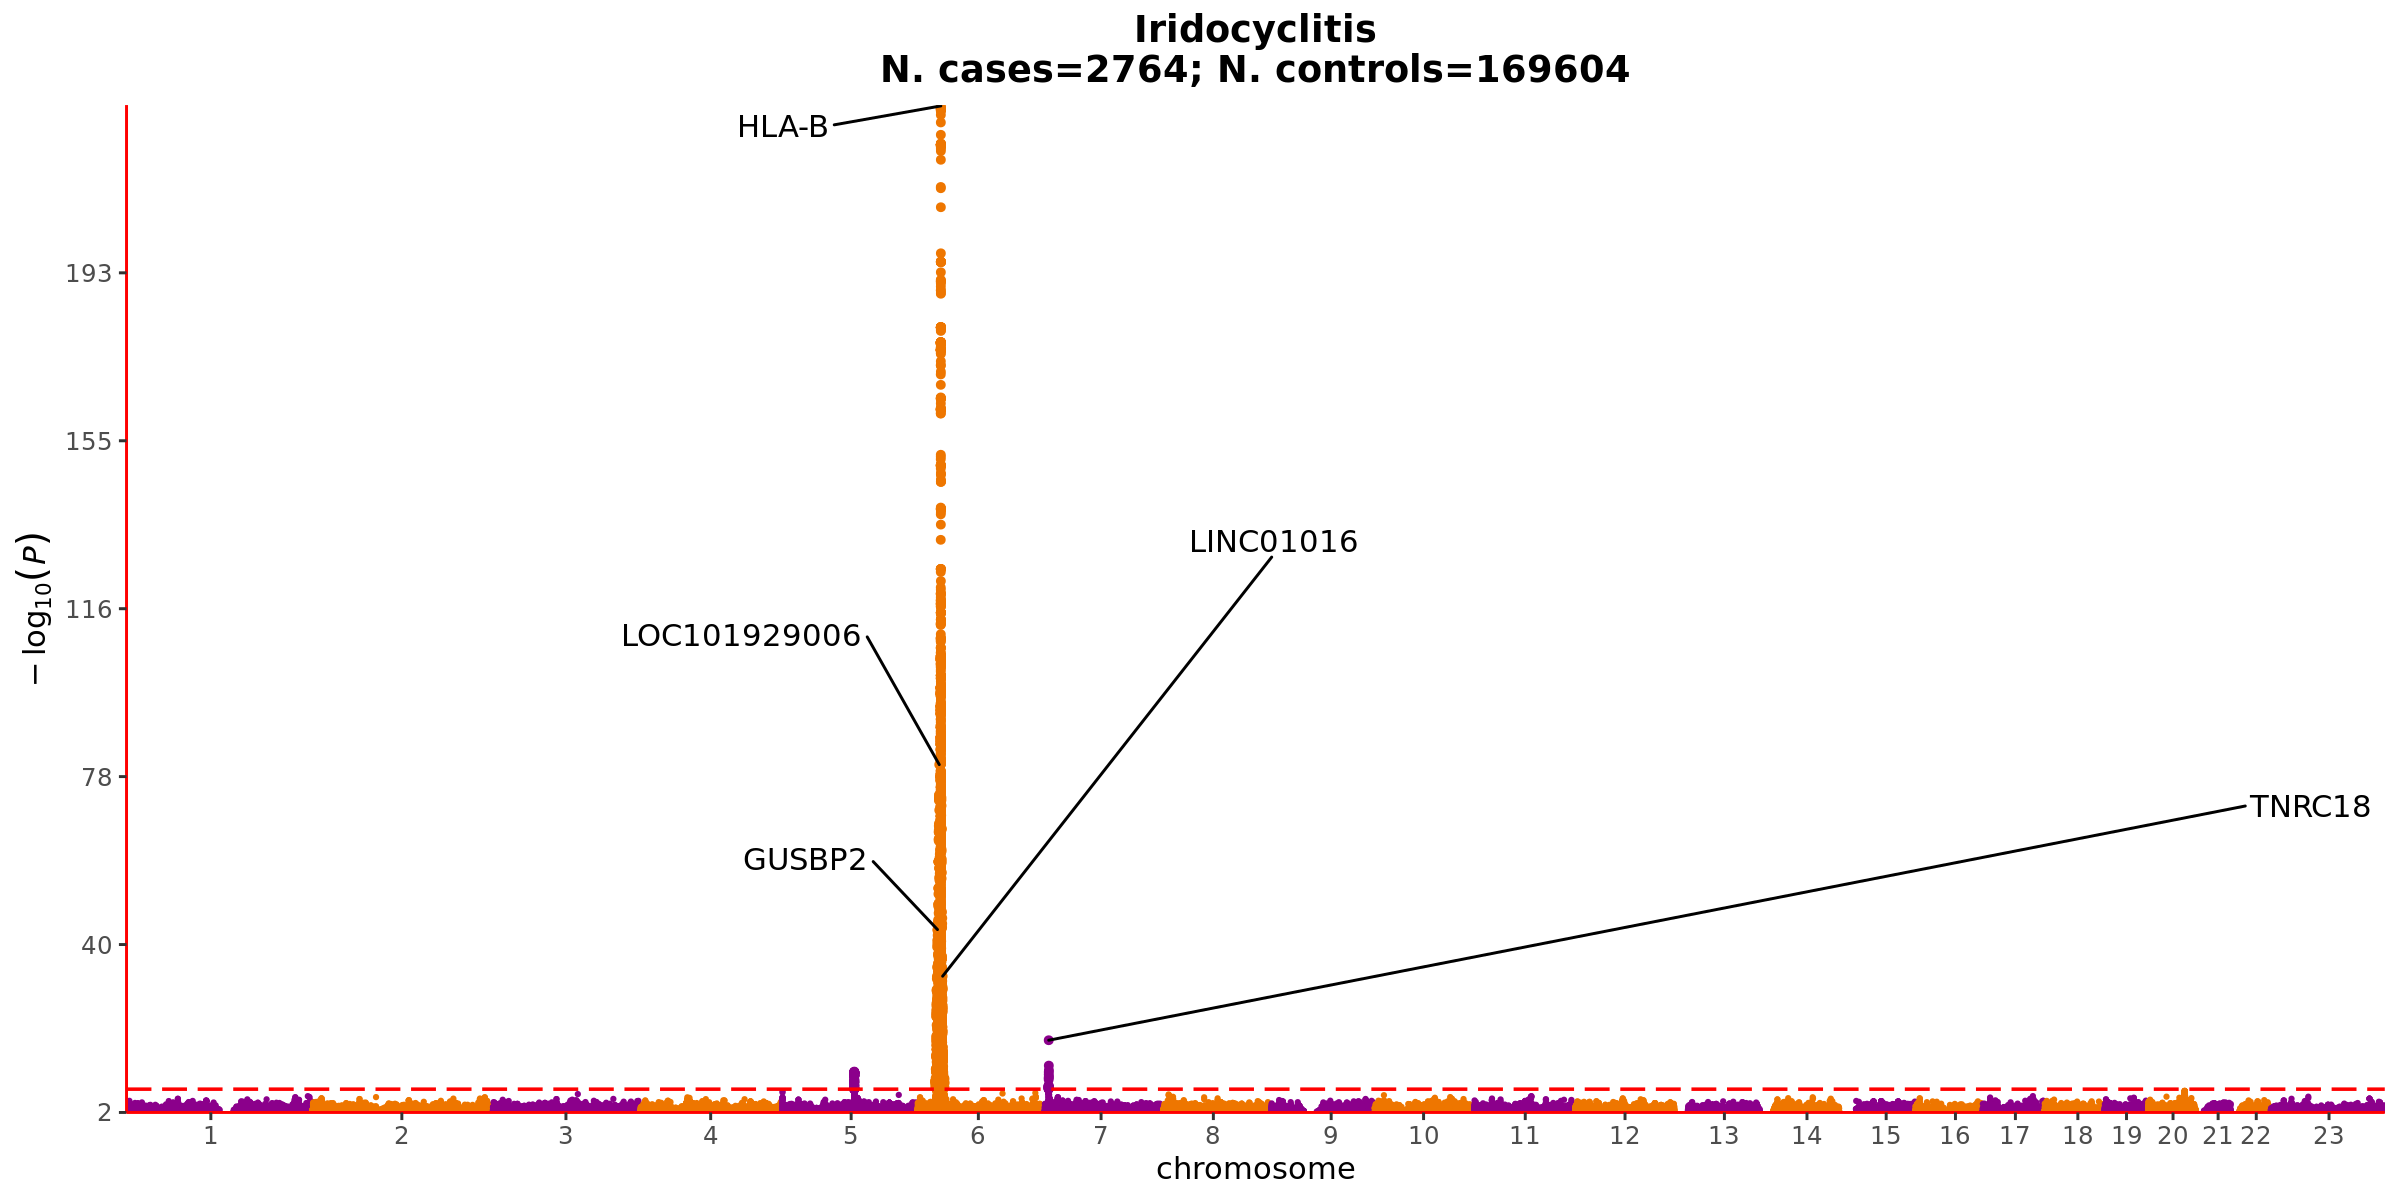 Iridocyclitis
N. cases=2764; N. controls=169604
HLA-B
193
155
LINC01016
116
LOC101929006
−log10(P)
78
TNRC18
GUSBP2
40
2
1 2 3 4 5 6 7 8 9 10 11 12 13 14 15 16 17 18 19 20 21 22 23
chromosome